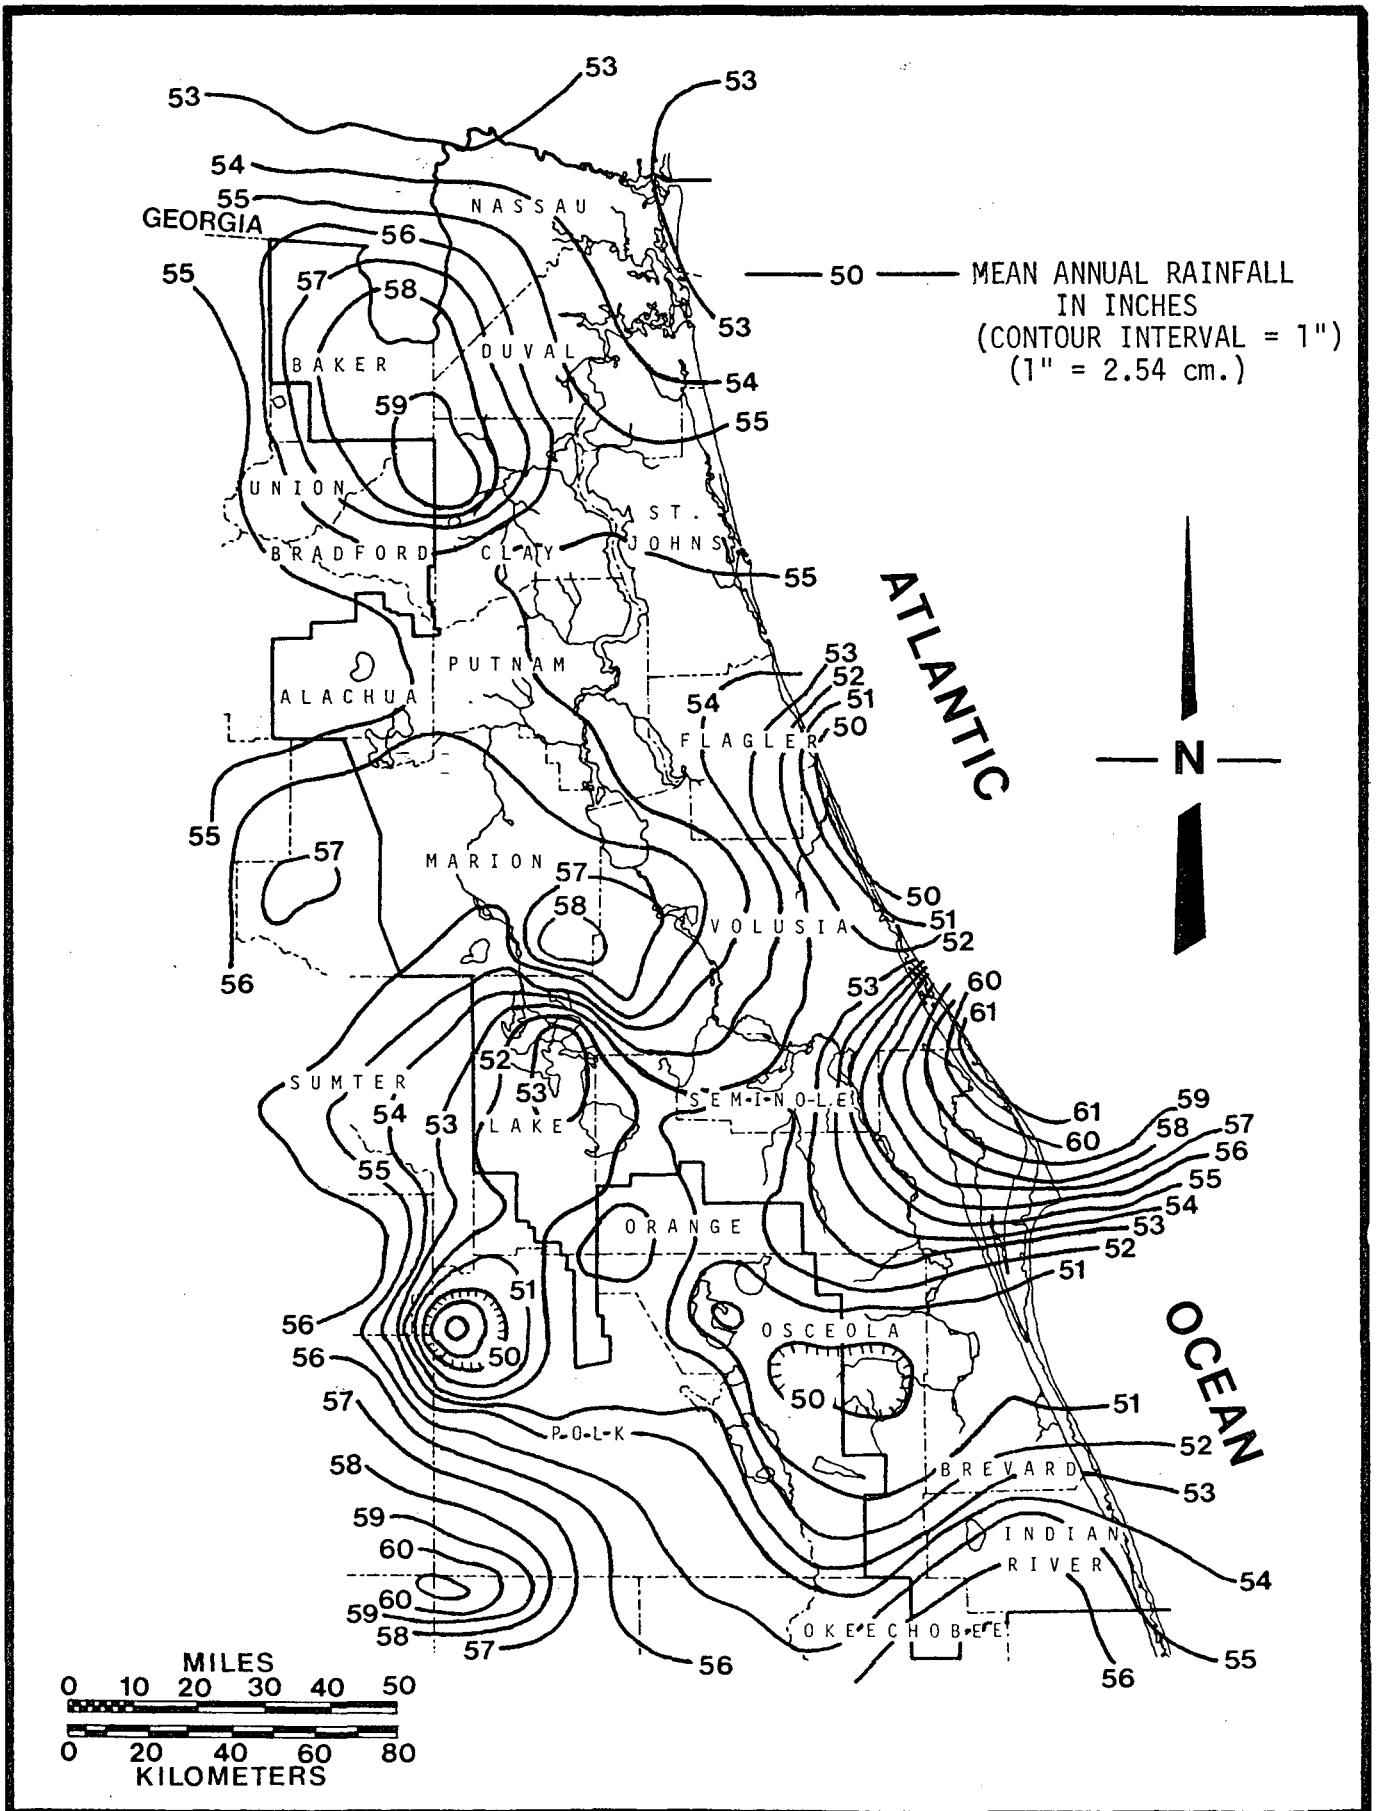 53
53
53
54
55
NASSAU
GEORGIA
56
55
57
58
50
MEAN ANNUAL RAINFALL
IN INCHES
(CONTOUR INTERVAL = 1")
(1" = 2.54 cm.)
53
BAKER
DUVAL
54
59
55
UNION
ST.
JOHNS
BRADFORD
CLAY
55
ATLANTIC
53
PUTNAM
52
54
51
ALACHUA
50
FLAGLER
N
55
57
MARION
57
58
50
51
VOLUSIA
52
56
53
60
61
52
SUMTER
53
SEMINOLE
54
53
LAKE
61
59
60
58
57
56
55
55
54
ORANGE
53
52
51
51
56
OSCEOLA
OCEAN
50
56
57
50
51
POLK
52
58
BREVARD
53
59
INDIAN
60
RIVER
54
60
59
OKEECHOBEE
58
57
56
56
55
MILES
0 10 20 30 40 50
0 20 40 60 80
KILOMETERS